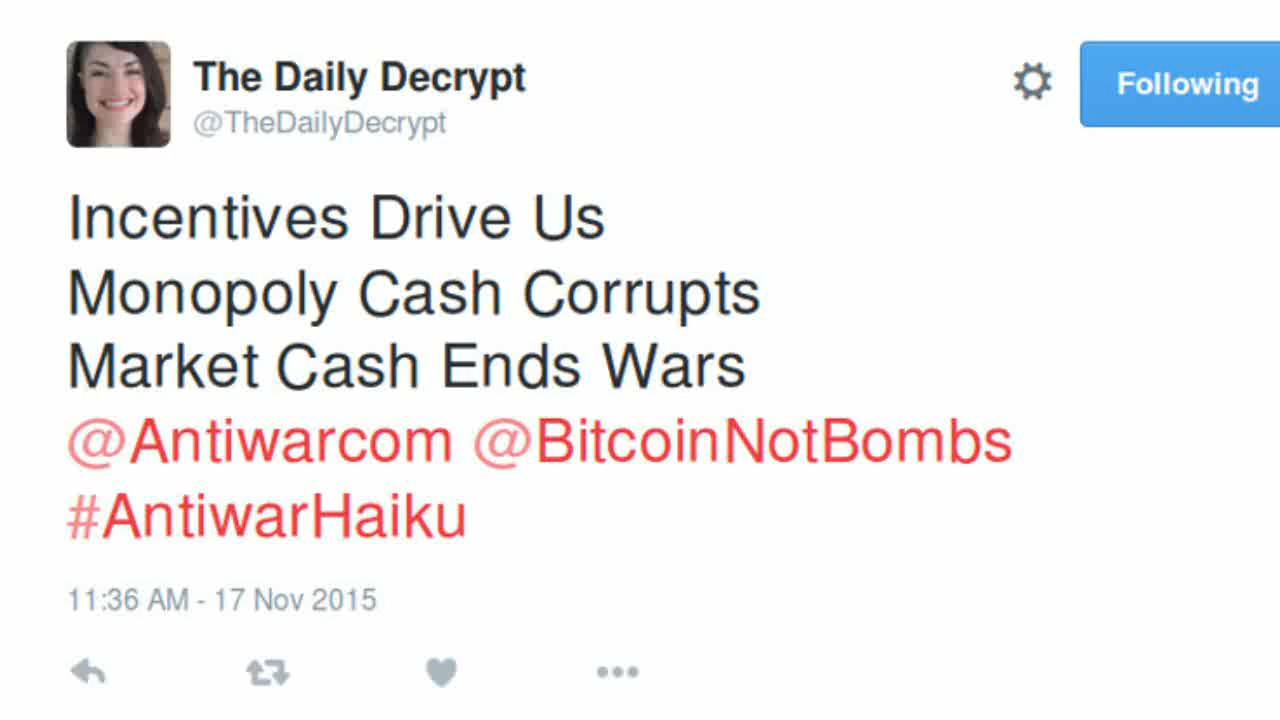 The Daily Decrypt
@TheDailyDecrypt
Following
Incentives Drive Us
Monopoly Cash Corrupts
Market Cash Ends Wars
@Antiwarcom @BitcoinNotBombs
#AntiwarHaiku
11:36 AM - 17 Nov 2015